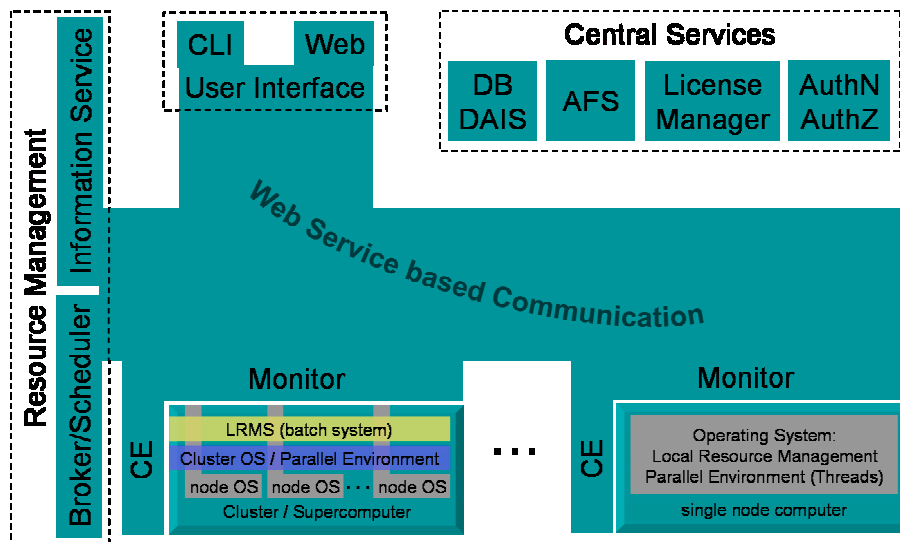 Resource Management
Information Service
Broker/Scheduler
CLI
Web
User Interface
Central Services
DB
DAIS
AFS
License
Manager
AuthN
AuthZ
Web Service based Communication
Monitor
CE
LRMS (batch system)
Cluster OS / Parallel Environment
node OS
node OS
...
node OS
Cluster / Supercomputer
...
Monitor
CE
Operating System:
Local Resource Management
Parallel Environment (Threads)
single node computer